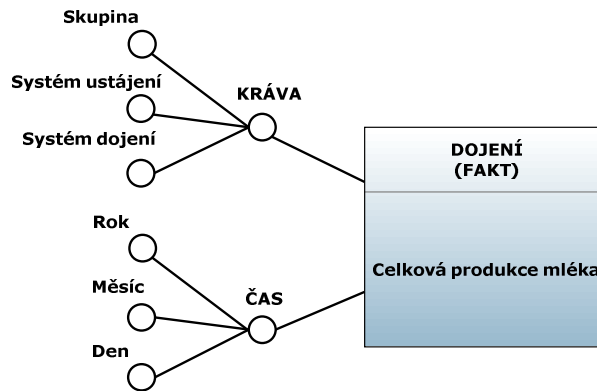 Skupina
Systém ustájení
KRÁVA
Systém dojení
DOJENÍ
(FAKT)
Rok
Celková produkce mléka
Měsíc
ČAS
Den